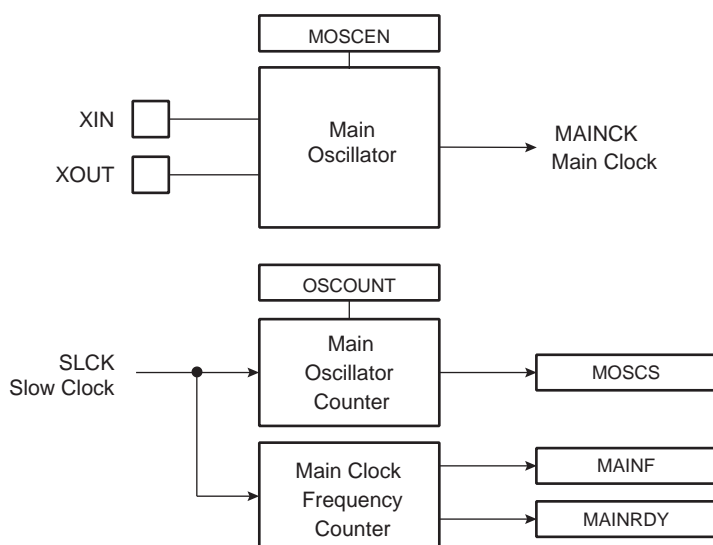 MOSCEN
XIN
XOUT
Main
Oscillator
MAINCK
Main Clock
OSCOUNT
SLCK
Slow Clock
Main
Oscillator
Counter
MOSCS
Main Clock
Frequency
Counter
MAINF
MAINRDY